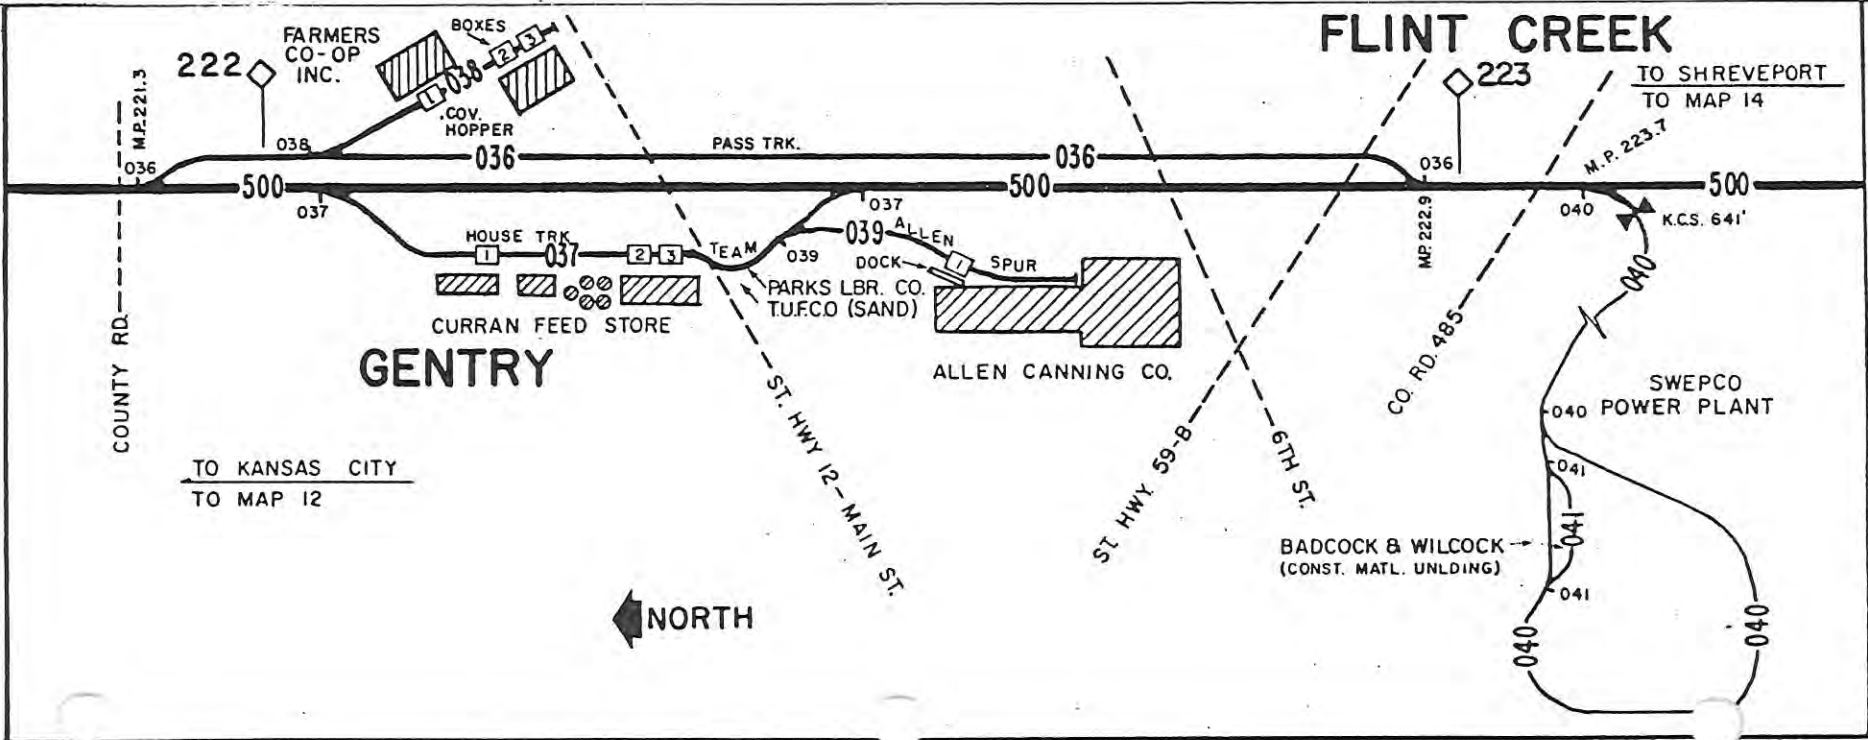 FLINT CREEK
FARMERS
CO-OP
INC.
BOXES
2 3
038
1
COV.
HOPPER
222
223
TO SHREVEPORT
TO MAP 14
M.P. 221.3
038
036
036
PASS TRK.
036
036
M.P. 223.7
500
500
500
037
037
040
K.C.S. 641'
M.P. 222.9
HOUSE TRK.
1
037
2 3
TEAM
039
039
ALLEN
1
SPUR
DOCK
PARKS LBR. CO.
T.U.F.CO (SAND)
CURRAN FEED STORE
GENTRY
ALLEN CANNING CO.
COUNTY RD.
TO KANSAS CITY
TO MAP 12
ST. HWY 12-MAIN ST.
ST. HWY. 59-B
6TH ST.
CO. RD. 485
040
SWEPCO
POWER PLANT
040
041
041
BADCOCK & WILCOCK
(CONST. MATL. UNLDING)
041
040
040
NORTH